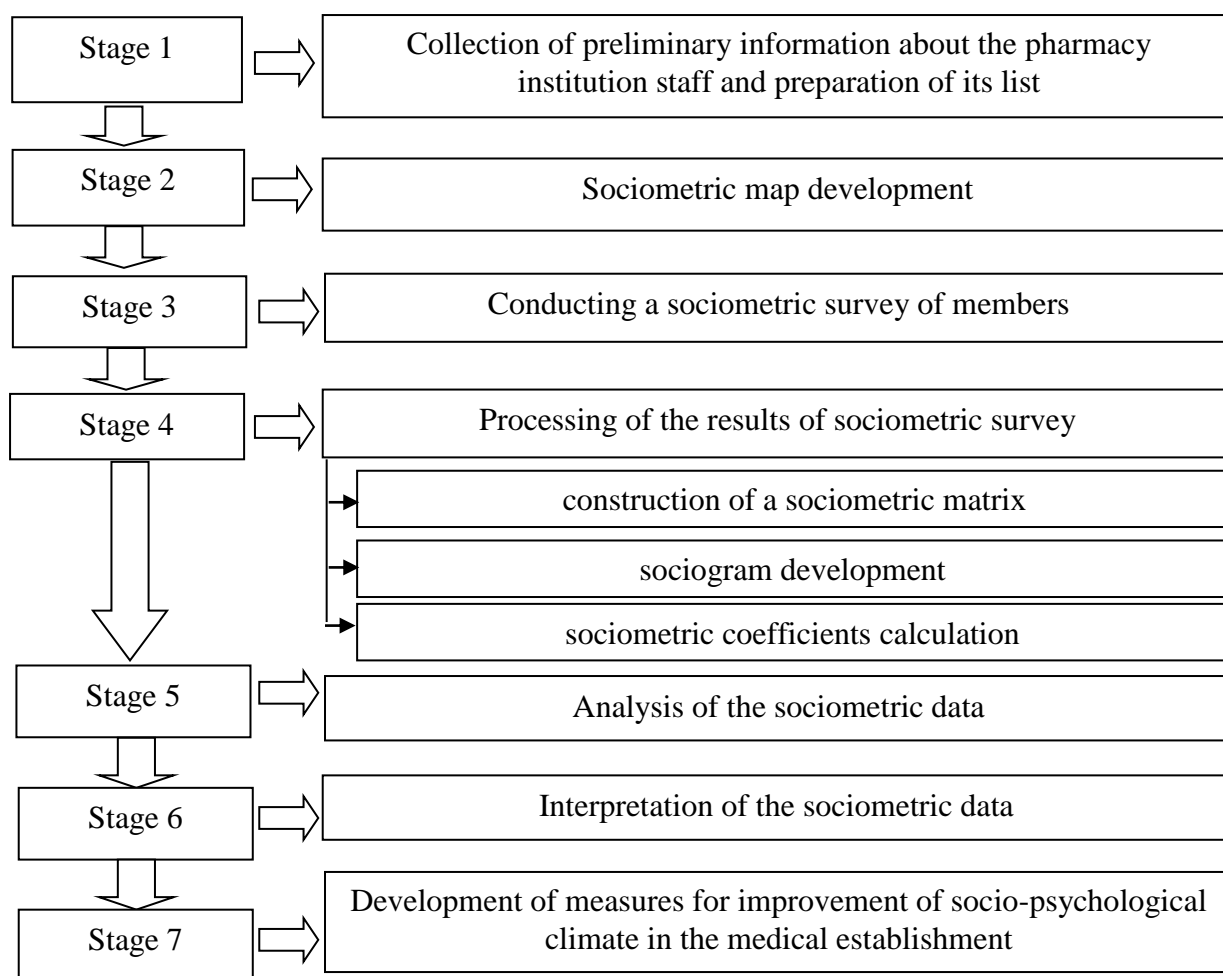 Stage 1
Collection of preliminary information about the pharmacy
institution staff and preparation of its list
Stage 2
Sociometric map development
Stage 3
Conducting a sociometric survey of members
Stage 4
Processing of the results of sociometric survey
construction of a sociometric matrix
sociogram development
sociometric coefficients calculation
Stage 5
Analysis of the sociometric data
Stage 6
Interpretation of the sociometric data
Stage 7
Development of measures for improvement of socio-psychological
climate in the medical establishment